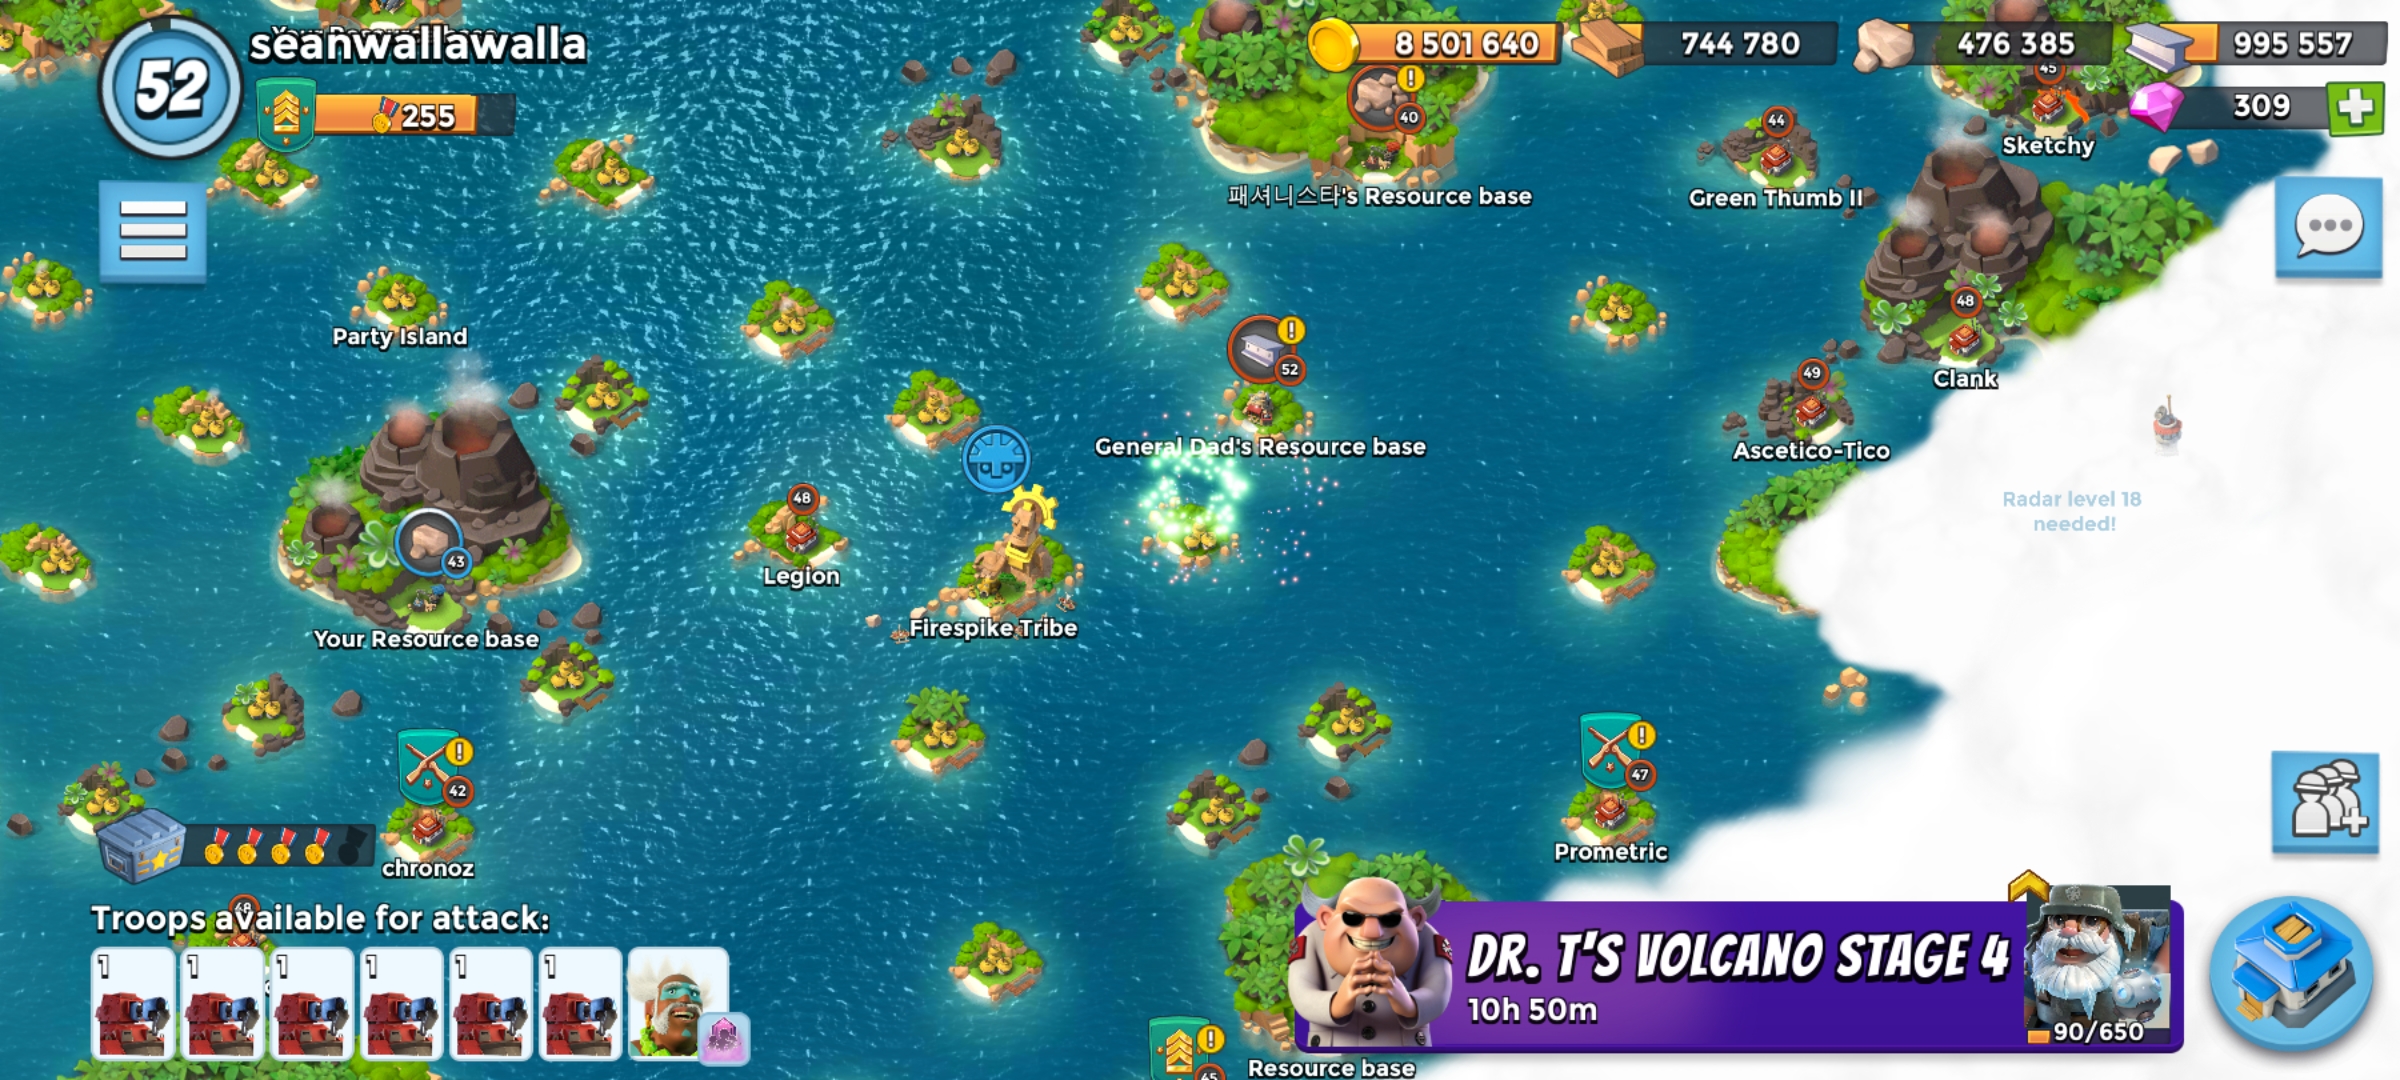 52
seanwallawalla
255
8 501 640
744 780
476 385
995 557
309
45
Sketchy
40
패셔니스타's Resource base
44
Green Thumb II
Party Island
52
General Dad's Resource base
48
Clank
49
Ascetico-Tico
Radar level 18
needed!
43
Your Resource base
48
Legion
Firespike Tribe
42
chronoz
47
Prometric
48
Troops available for attack:
1
1
1
1
1
1
DR. T'S VOLCANO STAGE 4
10h 50m
90/650
45
Resource base